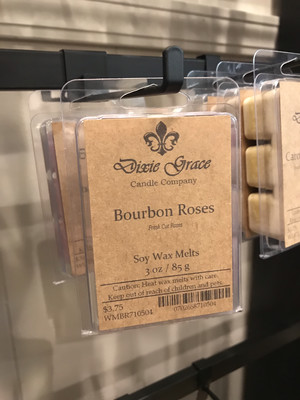 Dixie Grace
Candle Company
Bourbon Roses
Fresh Cut Roses
Soy Wax Melts
3 oz / 85 g
Caution: Heat wax melts with care.
Keep out of reach of children and pets.
$3.75
WMBR710504